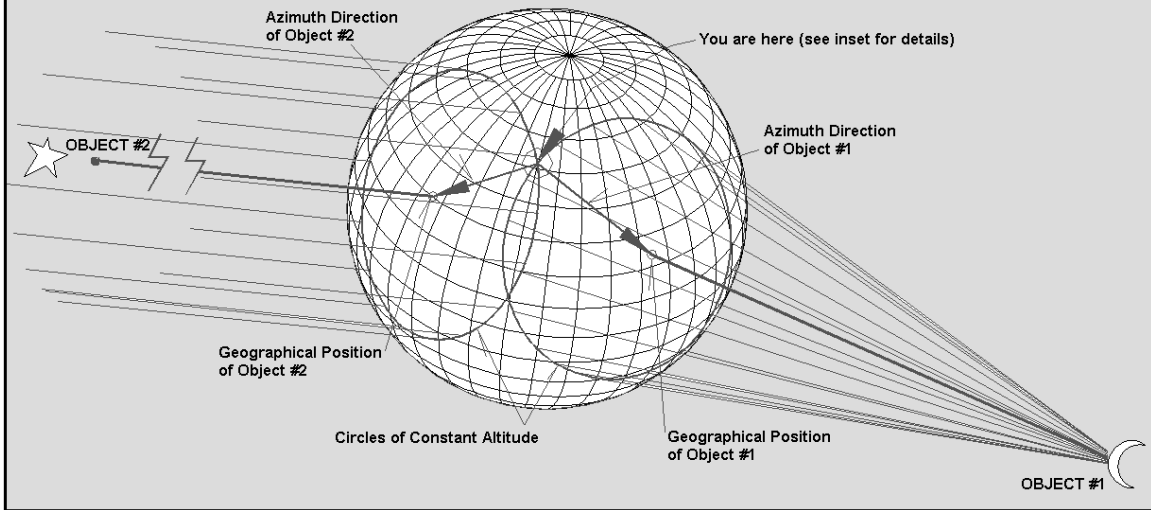 Azimuth Direction
of Object #2
You are here (see inset for details)
OBJECT #2
Azimuth Direction
of Object #1
Geographical Position
of Object #2
Circles of Constant Altitude
Geographical Position
of Object #1
OBJECT #1